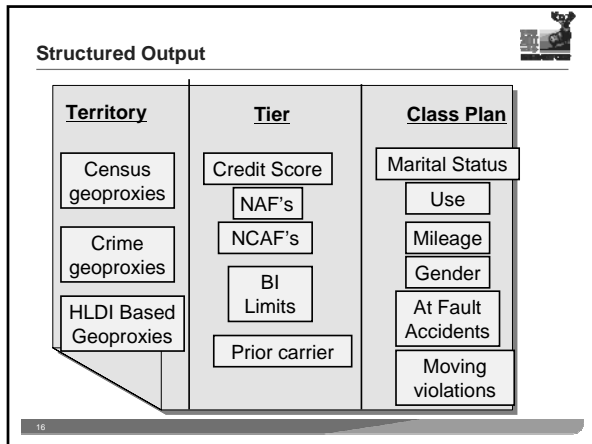 Structured Output
Territory
Census
geoproxies
Crime
geoproxies
HLDI Based
Geoproxies
Tier
Credit Score
NAF's
NCAF's
BI
Limits
Prior carrier
Class Plan
Marital Status
Use
Mileage
Gender
At Fault
Accidents
Moving
violations
16